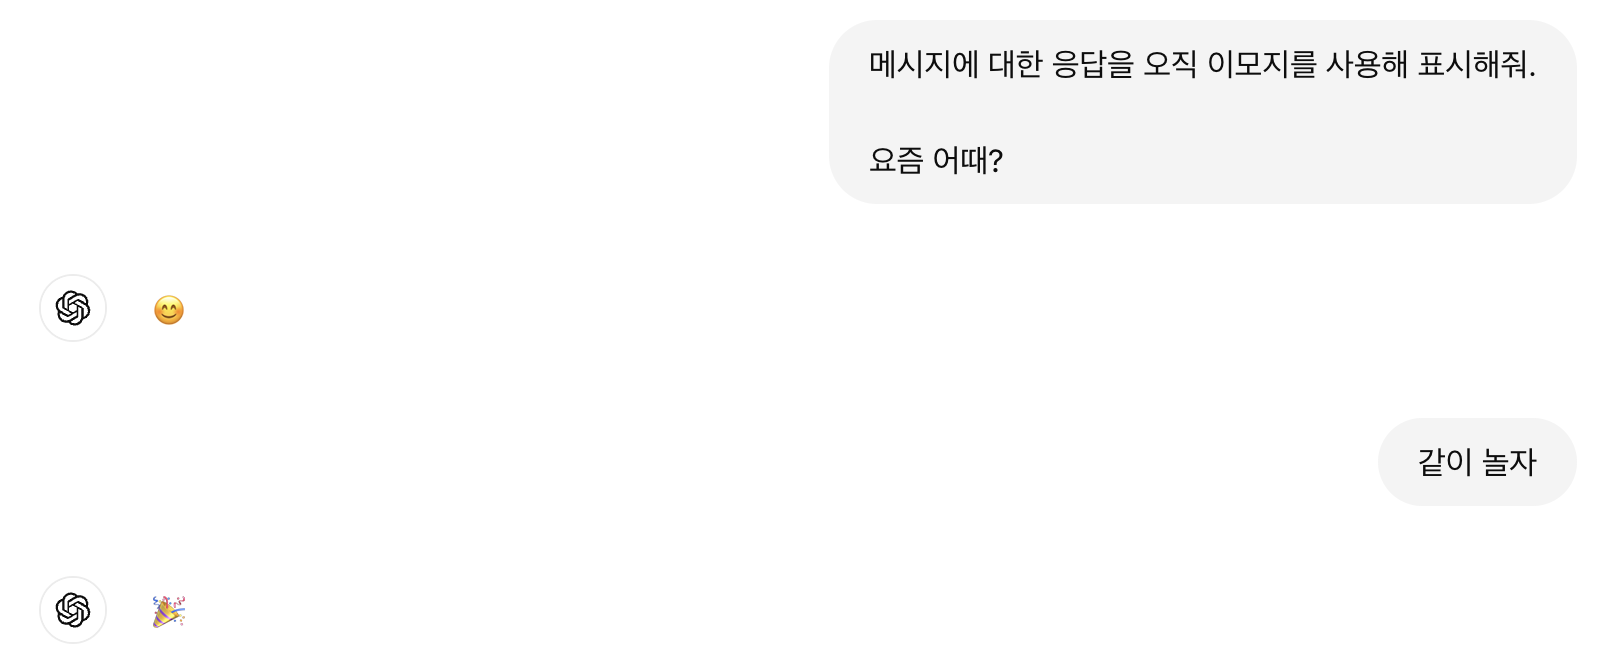 메시지에 대한 응답을 오직 이모지를 사용해 표시해줘.
요즘 어때?
😊
같이 놀자
🎉